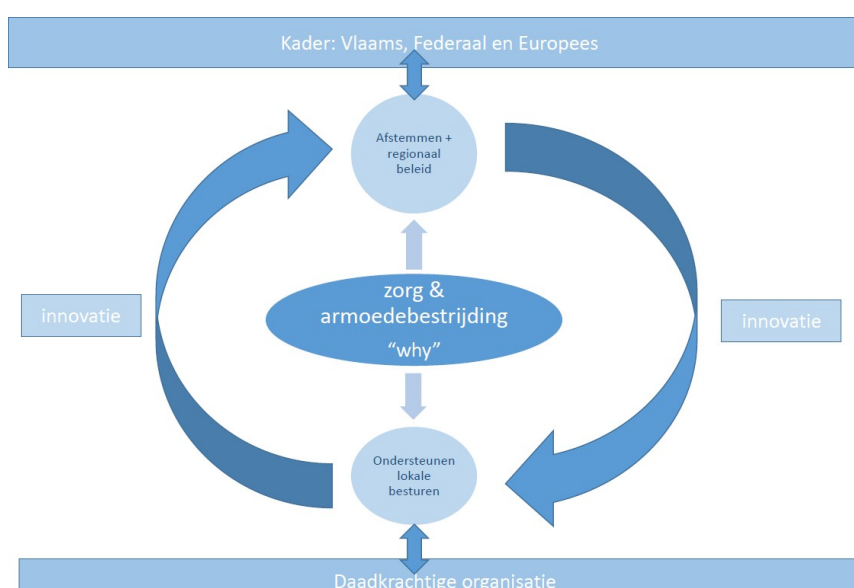 Kader: Vlaams, Federaal en Europees
Afstemmen +
regionaal
beleid
innovatie
zorg &
armoedebestrijding
“why”
innovatie
Ondersteunen
lokale
besturen
Daadkrachtige organisatie